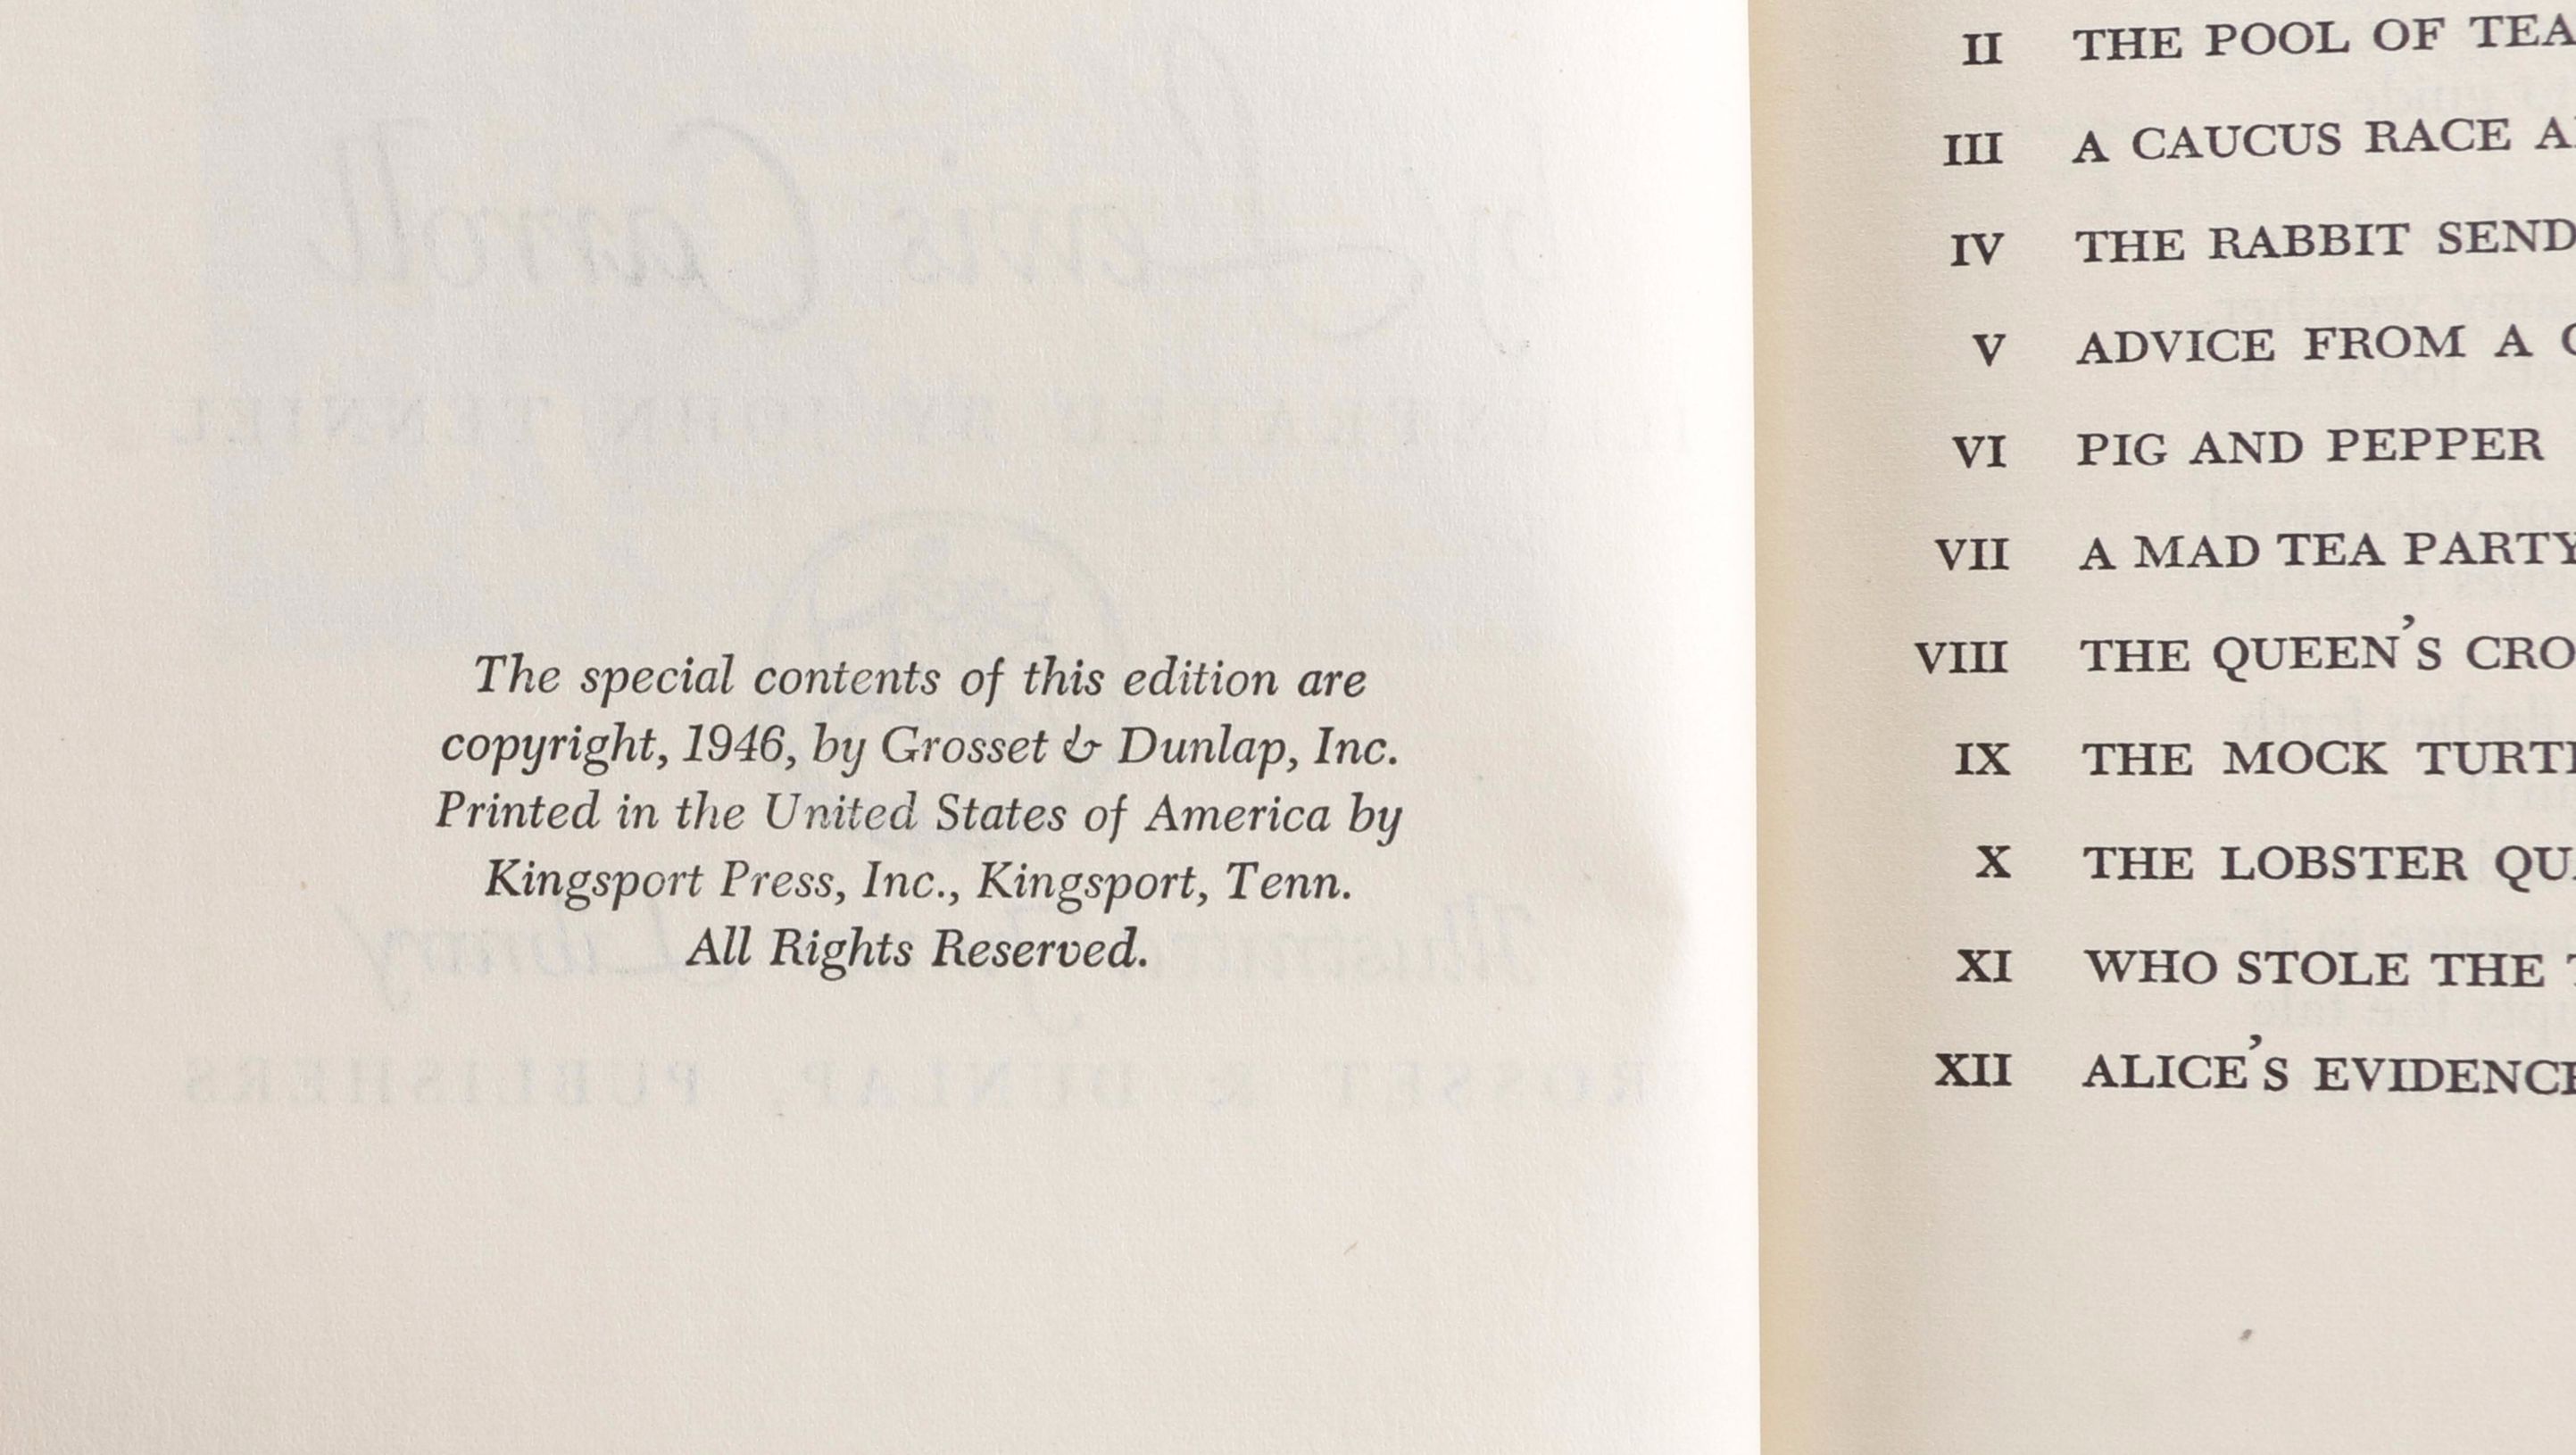 The special contents of this edition are
copyright, 1946, by Grosset & Dunlap, Inc.
Printed in the United States of America by
Kingsport Press, Inc., Kingsport, Tenn.
All Rights Reserved.
II THE POOL OF TEA
III A CAUCUS RACE A
IV THE RABBIT SEND
V ADVICE FROM A
VI PIG AND PEPPER
VII A MAD TEA PARTY
VIII THE QUEEN'S CRO
IX THE MOCK TURT
X THE LOBSTER QU
XI WHO STOLE THE
XII ALICE'S EVIDENCE